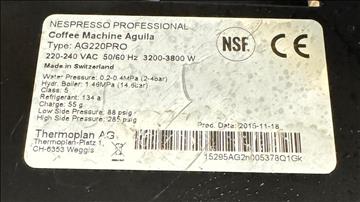 NESPRESSO PROFESSIONAL
Coffee Machine Aguila
Type: AG220PRO
220-240 VAC 50/60 Hz 3200-3800 W
Made in Switzerland
Water Pressure: 0.2-0.4MPa (2-4bar)
Hydr. Boiler: 1.46MPa (14.6bar)
Class: 5
Refrigerant: 134 a
Charge: 55 g
Low Side Pressure: 88 psig
High Side Pressure: 285 psig
Thermoplan AG
Thermoplan-Platz 1,
CH-6353 Weggis
NSF.
CE
Prod. Date: 2015-11-18
15295AG2n005378Q1Gk